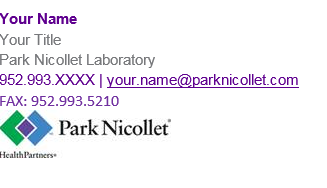 Your Name
Your Title
Park Nicollet Laboratory
952.993.XXXX | your.name@parknicollet.com
FAX: 952.993.5210
Park Nicollet®
HealthPartners®